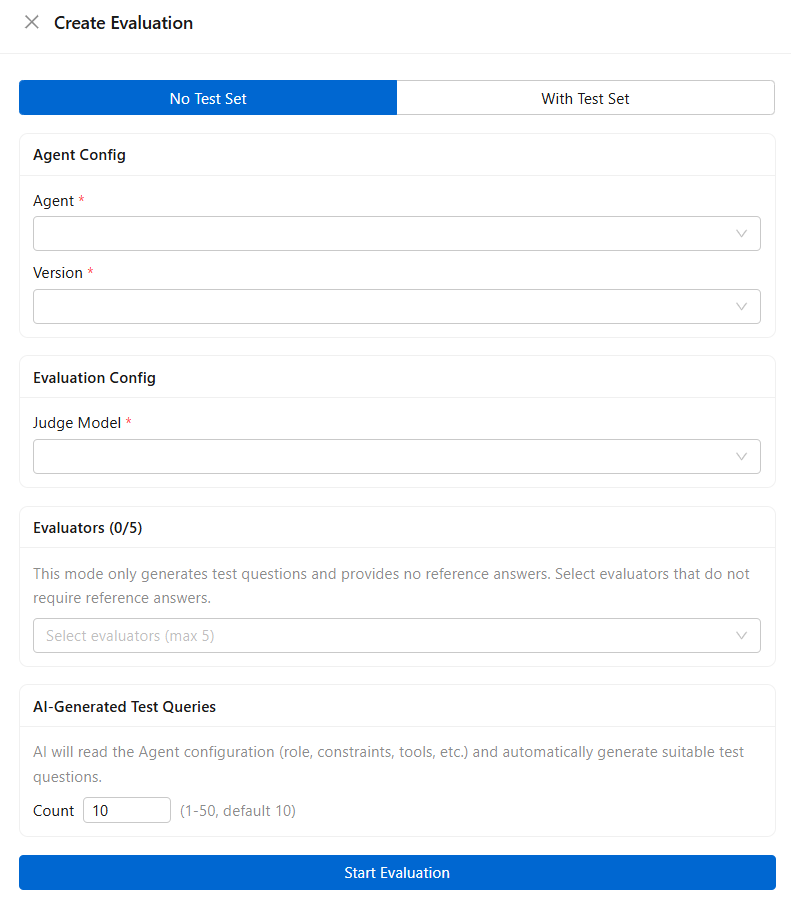 Create Evaluation
No Test Set
With Test Set
Agent Config
Agent *
Version *
Evaluation Config
Judge Model *
Evaluators (0/5)
This mode only generates test questions and provides no reference answers. Select evaluators that do not
require reference answers.
Select evaluators (max 5)
AI-Generated Test Queries
AI will read the Agent configuration (role, constraints, tools, etc.) and automatically generate suitable test
questions.
Count 10 (1-50, default 10)
Start Evaluation